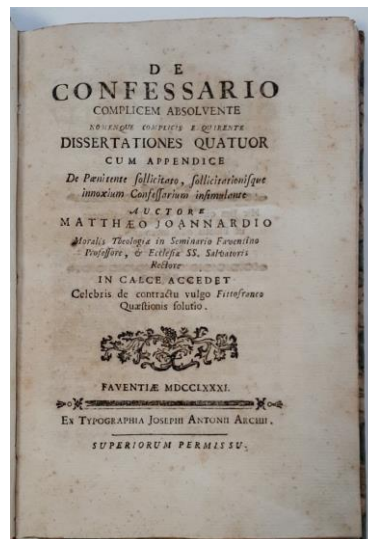 DE
CONFESSARIO
COMPLICEM ABSOLVENTE
NOMENQUE COMPLICIS EXQUIRENTE
DISSERTATIONES QUATUOR
CUM APPENDICE
De Pœnitente sollicitato, sollicitationisque
innoxium Confessarium insimulante
AUCTORE
MATTHÆO JOANNARDIO
Moralis Theologiæ in Seminario Faventino
Professore, & Ecclesiæ SS. Salvatoris
Rectore
IN CALCE ACCEDET
Celebris de contractu vulgo Fittofranco
Quæstionis solutio.
FAVENTIÆ MDCCLXXXI.
EX TYPOGRAPHIA JOSEPHI ANTONII ARCHII.
SUPERIORUM PERMISSU.